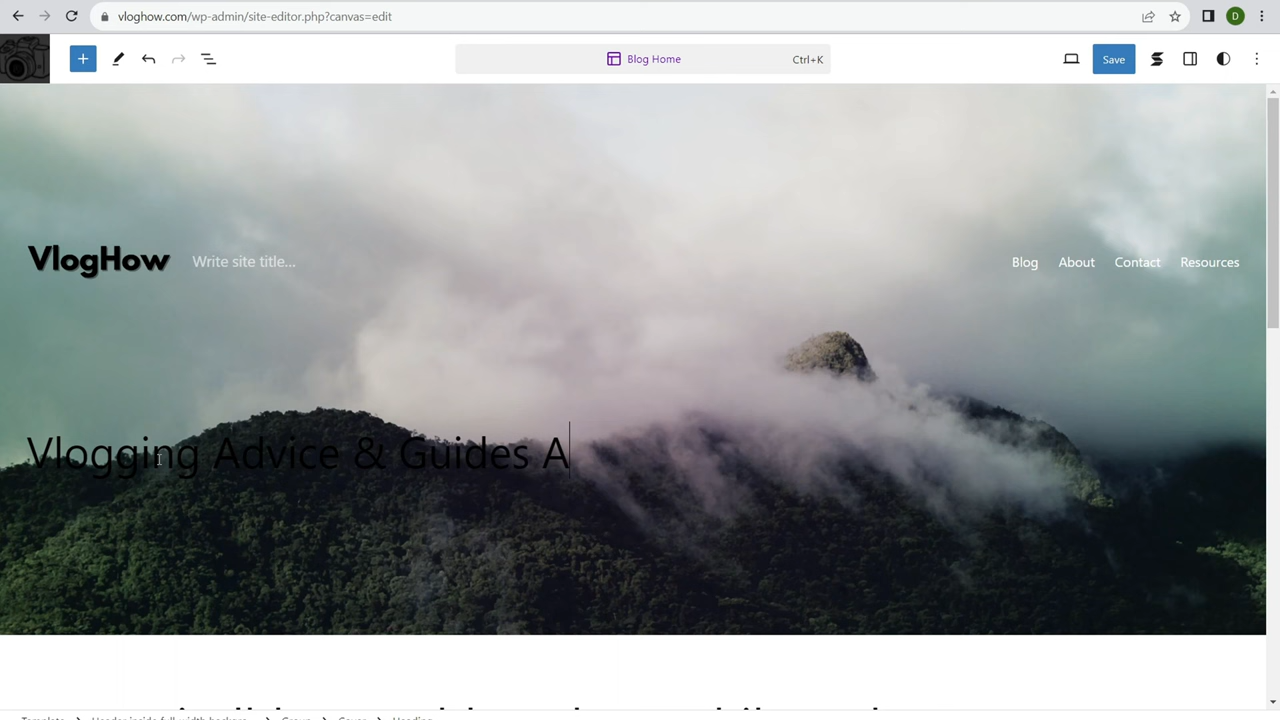 vloghow.com/wp-admin/site-editor.php?canvas=edit
D
Blog Home Ctrl+K
Save
VlogHow Write site title...
Blog About Contact Resources
Vlogging Advice & Guides A